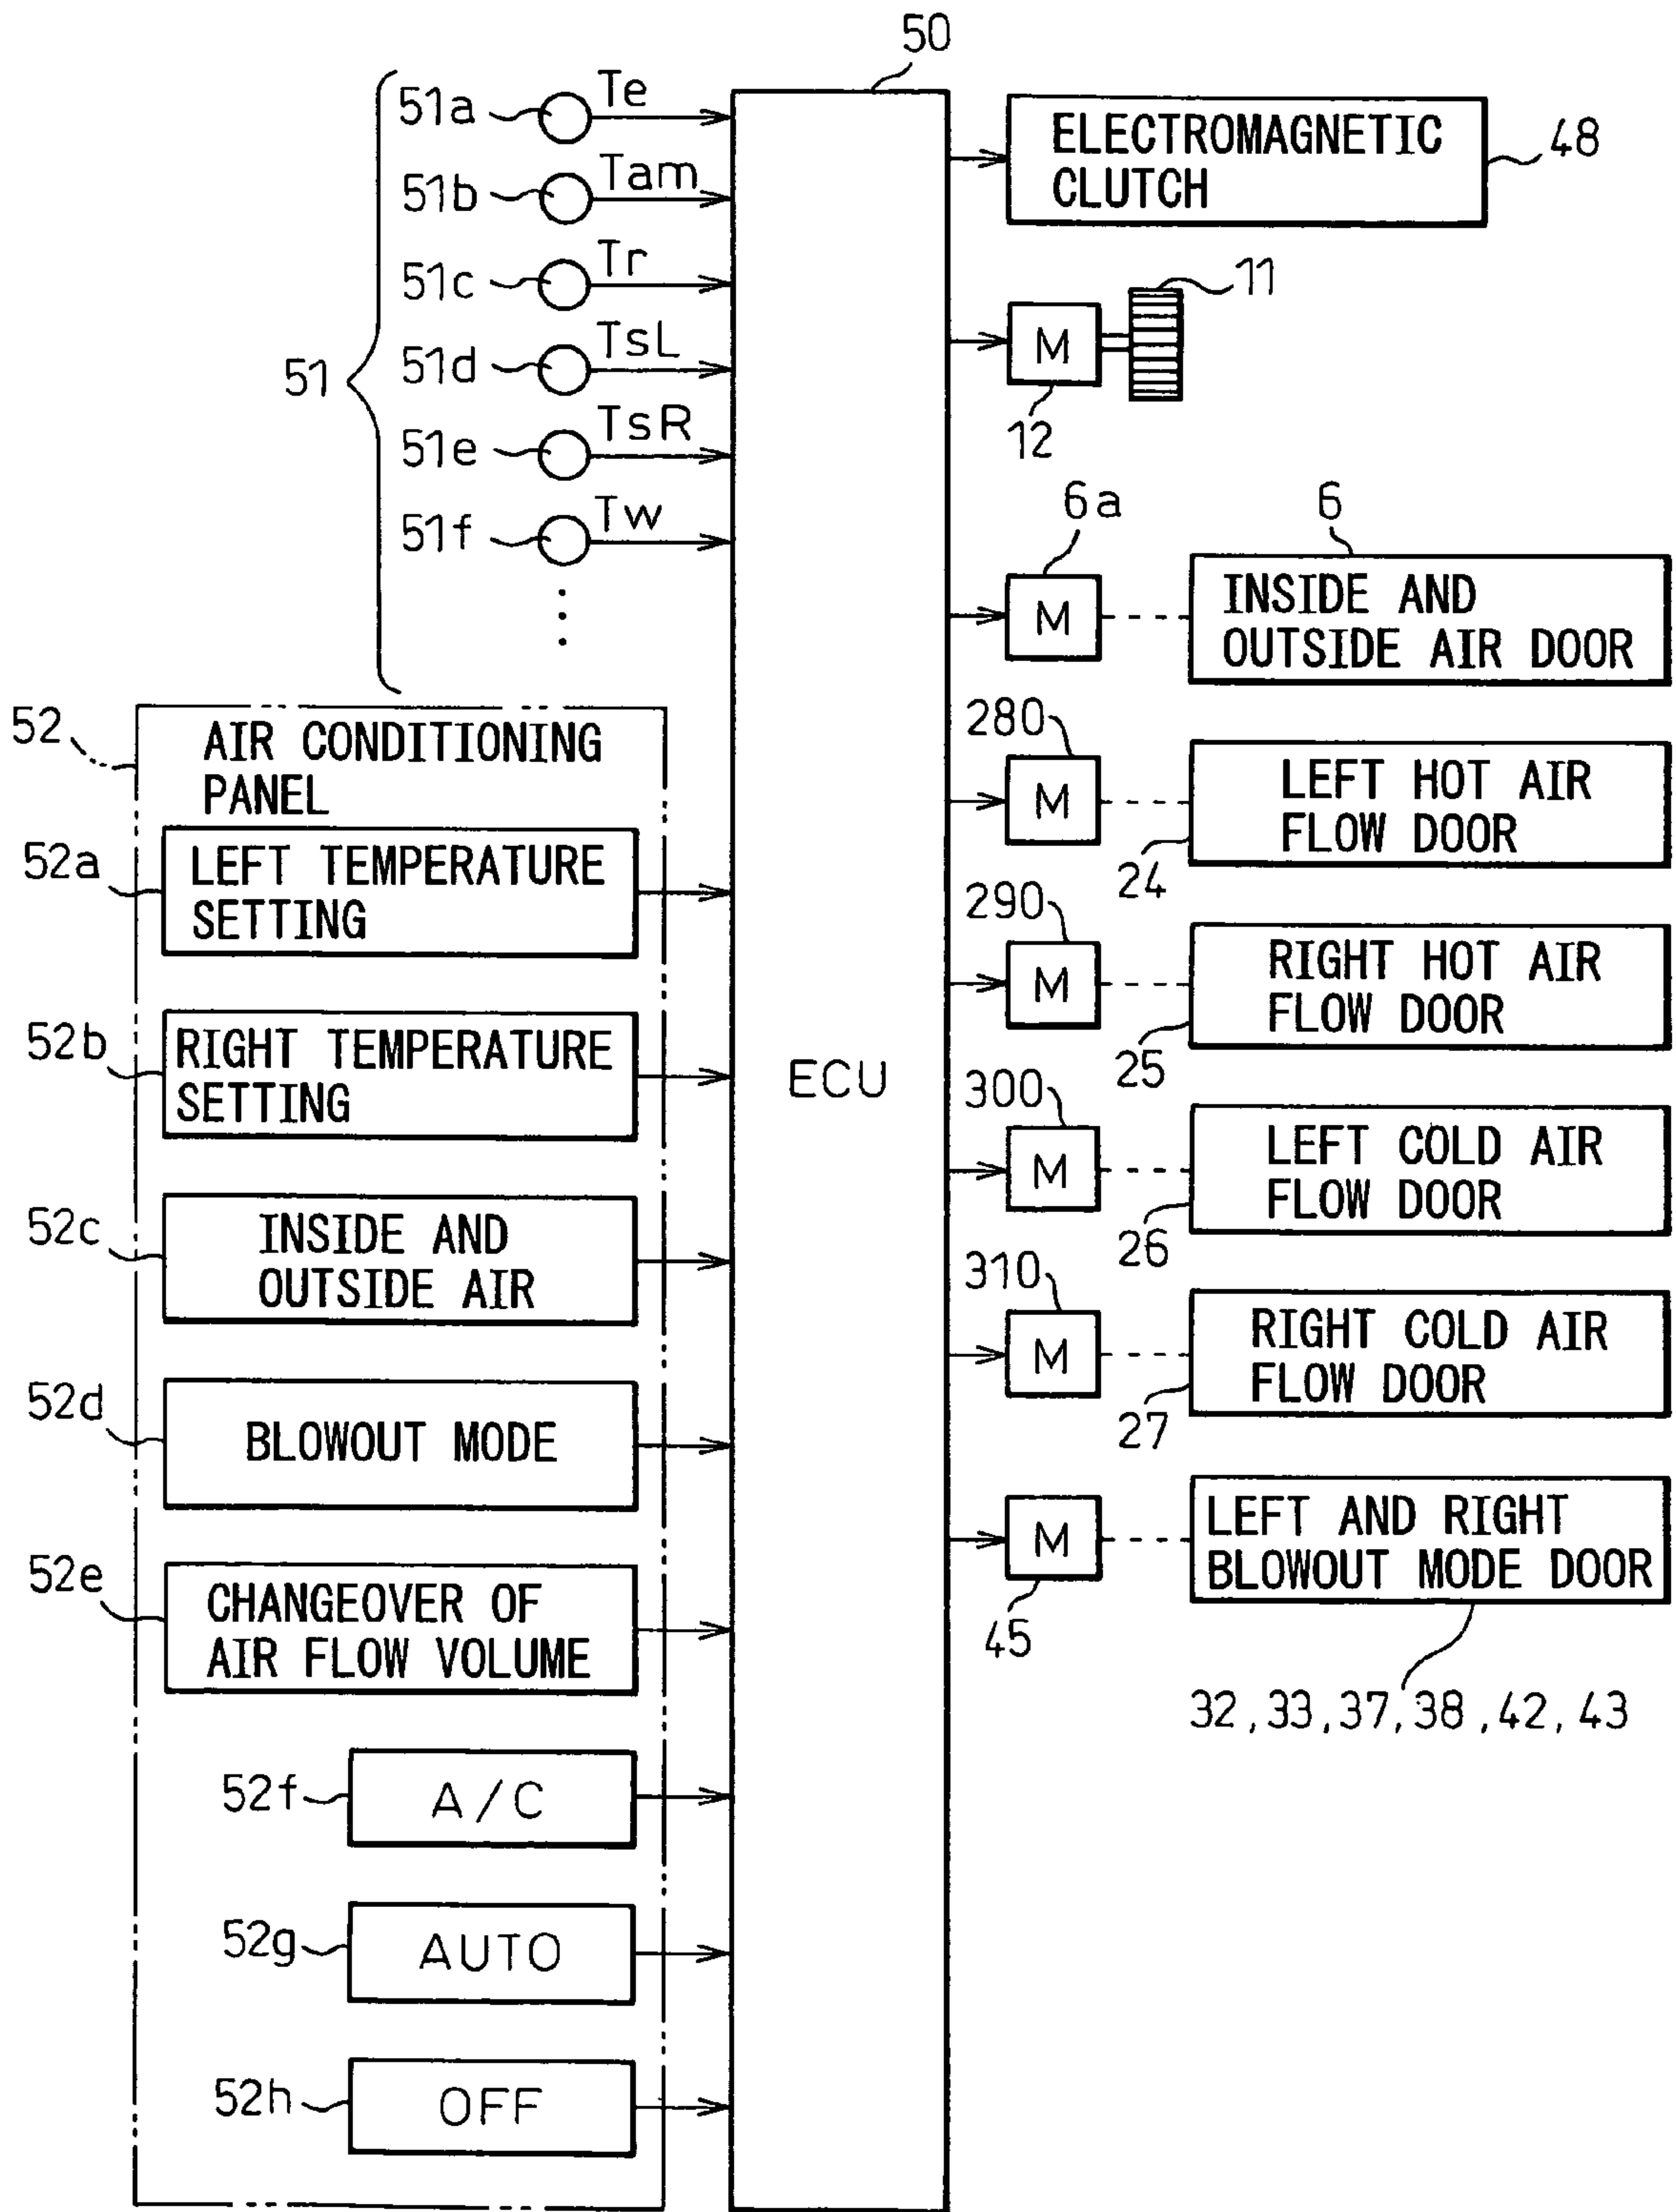 50
51
51a
Te
51b
Tam
51c
Tr
51d
TsL
51e
TsR
51f
Tw
52
AIR CONDITIONING
PANEL
52a
LEFT TEMPERATURE
SETTING
52b
RIGHT TEMPERATURE
SETTING
52c
INSIDE AND
OUTSIDE AIR
52d
BLOWOUT MODE
52e
CHANGEOVER OF
AIR FLOW VOLUME
52f
A/C
52g
AUTO
52h
OFF
ECU
ELECTROMAGNETIC
CLUTCH
48
M
12
11
6a
M
6
INSIDE AND
OUTSIDE AIR DOOR
280
M
LEFT HOT AIR
FLOW DOOR
24
290
M
RIGHT HOT AIR
FLOW DOOR
25
300
M
LEFT COLD AIR
FLOW DOOR
26
310
M
RIGHT COLD AIR
FLOW DOOR
27
M
45
LEFT AND RIGHT
BLOWOUT MODE DOOR
32, 33, 37, 38, 42, 43